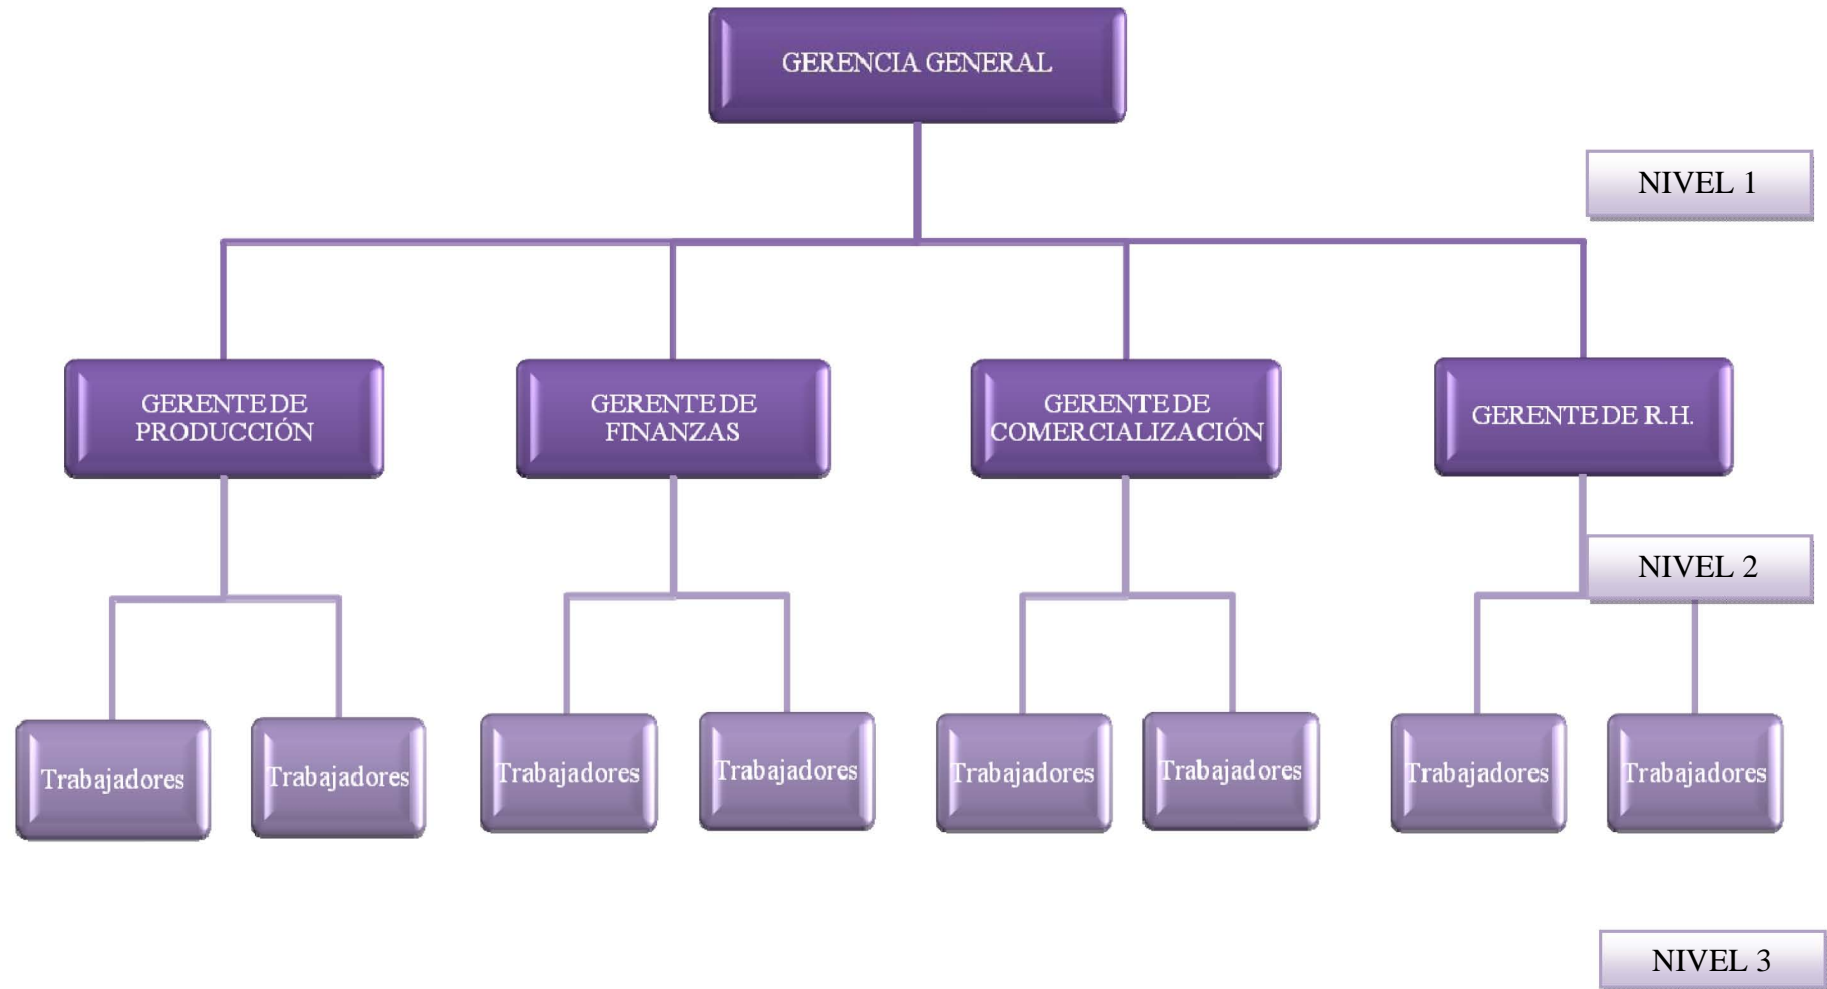 GERENCIA GENERAL
NIVEL 1
GERENTE DE
PRODUCCIÓN
GERENTE DE
FINANZAS
GERENTE DE
COMERCIALIZACIÓN
GERENTE DE R.H.
NIVEL 2
Trabajadores
Trabajadores
Trabajadores
Trabajadores
Trabajadores
Trabajadores
Trabajadores
Trabajadores
NIVEL 3